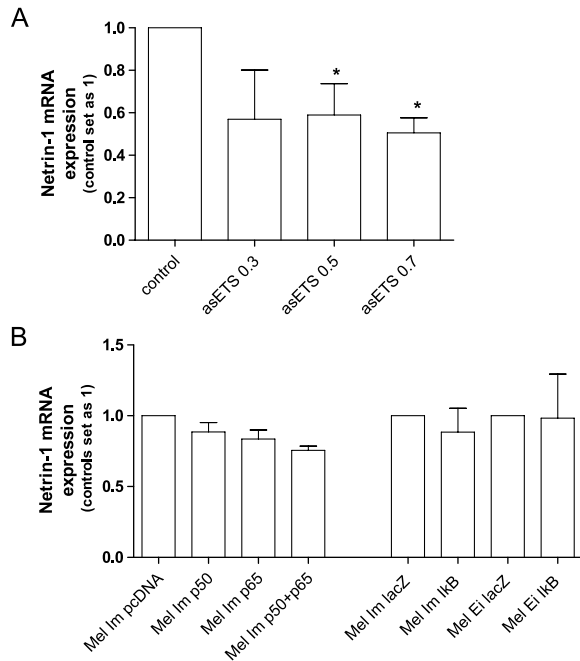 A
Netrin-1 mRNA
expression
(control set as 1)
1.0
0.8
0.6
0.4
0.2
0.0
*
*
control
asETS 0.3
asETS 0.5
asETS 0.7
B
Netrin-1 mRNA
expression
(controls set as 1)
1.5
1.0
0.5
0.0
Mel Im pcDNA
Mel Im p50
Mel Im p65
Mel Im p50+p65
Mel Im lacZ
Mel Im IkB
Mel Ei lacZ
Mel Ei IkB